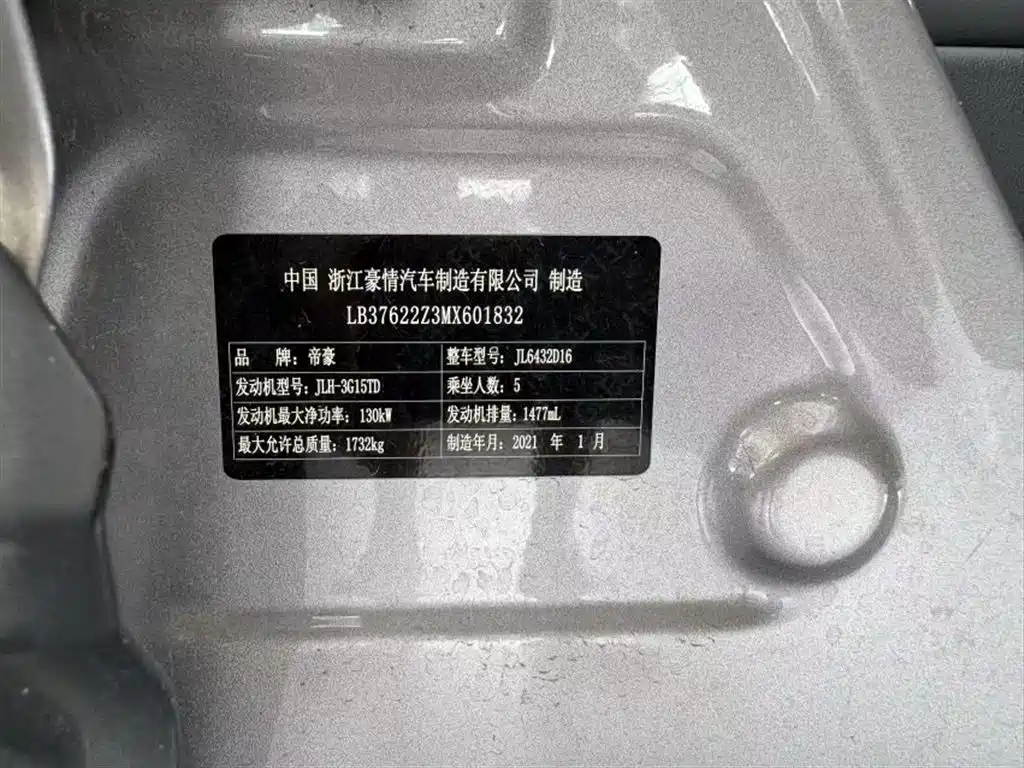 中国 浙江豪情汽车制造有限公司 制造
LB37622Z3MX601832
品 牌：帝豪 整车型号：JL6432D16
发动机型号：JLH-3G15TD 乘坐人数：5
发动机最大净功率：130kW 发动机排量：1477mL
最大允许总质量：1732kg 制造年月：2021 年 1 月